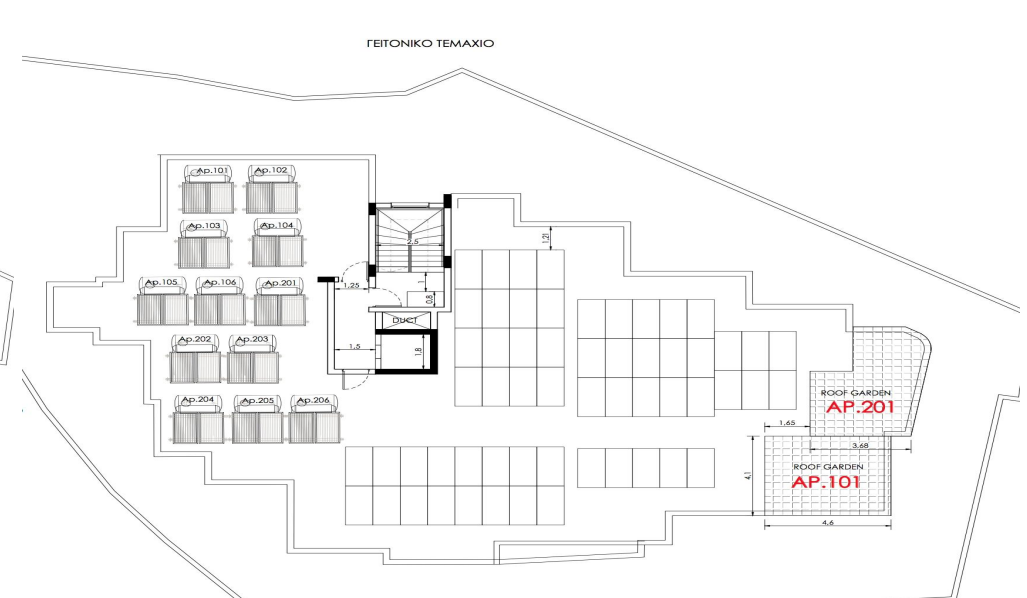 ΓΕΙΤΟΝΙΚΟ ΤΕΜΑΧΙΟ
Ap.101
Ap.102
Ap.103
Ap.104
2,5
1,21
Ap.105
Ap.106
Ap.201
1,25
1
0,8
DUCT
Ap.202
Ap.203
1,5
1,8
Ap.204
Ap.205
Ap.206
ROOF GARDEN
AP.201
1,65
3,68
ROOF GARDEN
AP.101
4,1
4,6